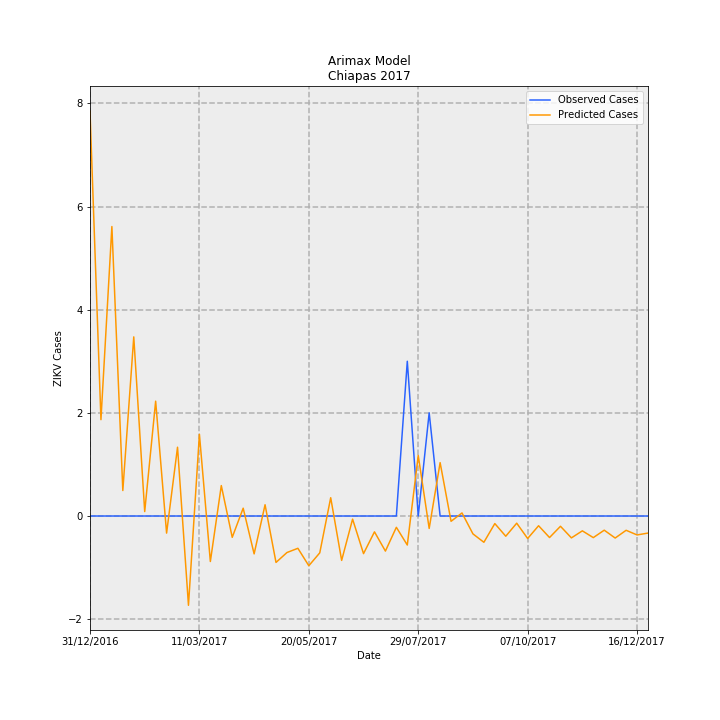 Arimax Model
Chiapas 2017
Observed Cases
Predicted Cases
ZIKV Cases
8
6
4
2
0
−2
31/12/2016 11/03/2017 20/05/2017 29/07/2017 07/10/2017 16/12/2017
Date